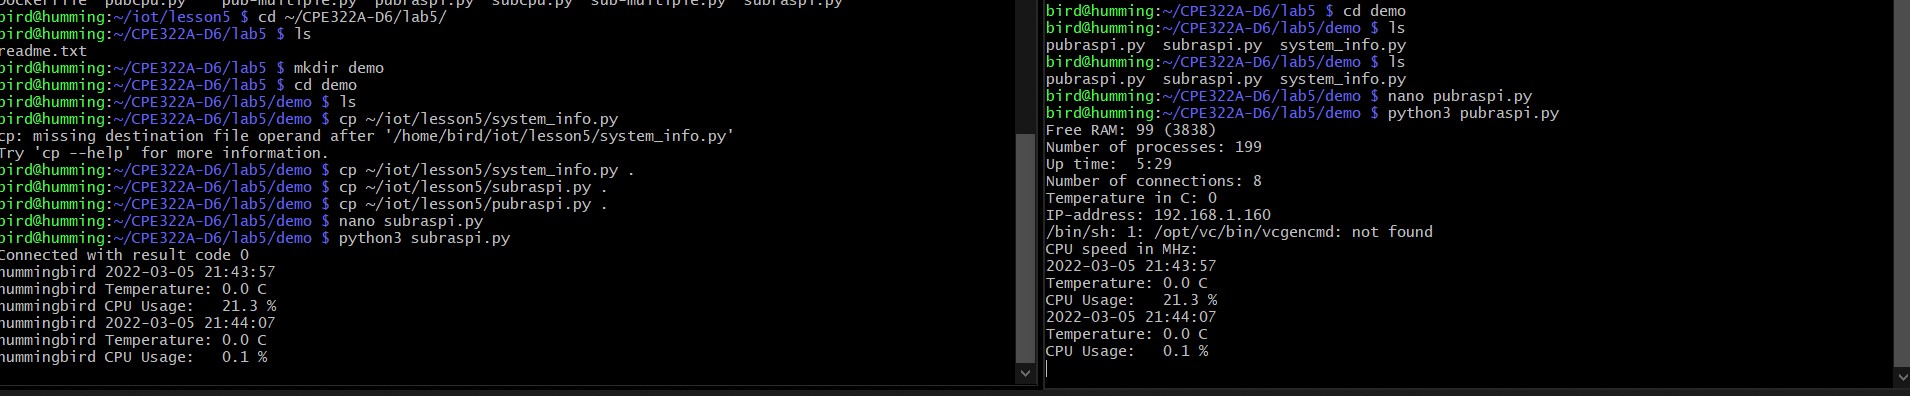 Dockerfile  pubcpu.py    pub-multiple.py  pubraspi.py  subcpu.py  sub-multiple.py  subraspi.py
bird@humming:~/iot/lesson5 $ cd ~/CPE322A-D6/lab5/
bird@humming:~/CPE322A-D6/lab5 $ ls
readme.txt
bird@humming:~/CPE322A-D6/lab5 $ mkdir demo
bird@humming:~/CPE322A-D6/lab5 $ cd demo
bird@humming:~/CPE322A-D6/lab5/demo $ ls
bird@humming:~/CPE322A-D6/lab5/demo $ cp ~/iot/lesson5/system_info.py
cp: missing destination file operand after '/home/bird/iot/lesson5/system_info.py'
Try 'cp --help' for more information.
bird@humming:~/CPE322A-D6/lab5/demo $ cp ~/iot/lesson5/system_info.py .
bird@humming:~/CPE322A-D6/lab5/demo $ cp ~/iot/lesson5/subraspi.py .
bird@humming:~/CPE322A-D6/lab5/demo $ cp ~/iot/lesson5/pubraspi.py .
bird@humming:~/CPE322A-D6/lab5/demo $ nano subraspi.py
bird@humming:~/CPE322A-D6/lab5/demo $ python3 subraspi.py
Connected with result code 0
hummingbird 2022-03-05 21:43:57
hummingbird Temperature: 0.0 C
hummingbird CPU Usage:   21.3 %
hummingbird 2022-03-05 21:44:07
hummingbird Temperature: 0.0 C
hummingbird CPU Usage:   0.1 %
bird@humming:~/CPE322A-D6/lab5 $ cd demo
bird@humming:~/CPE322A-D6/lab5/demo $ ls
pubraspi.py  subraspi.py  system_info.py
bird@humming:~/CPE322A-D6/lab5/demo $ ls
pubraspi.py  subraspi.py  system_info.py
bird@humming:~/CPE322A-D6/lab5/demo $ nano pubraspi.py
bird@humming:~/CPE322A-D6/lab5/demo $ python3 pubraspi.py
Free RAM: 99 (3838)
Number of processes: 199
Up time:  5:29
Number of connections: 8
Temperature in C: 0
IP-address: 192.168.1.160
/bin/sh: 1: /opt/vc/bin/vcgencmd: not found
CPU speed in MHz:
2022-03-05 21:43:57
Temperature: 0.0 C
CPU Usage:   21.3 %
2022-03-05 21:44:07
Temperature: 0.0 C
CPU Usage:   0.1 %